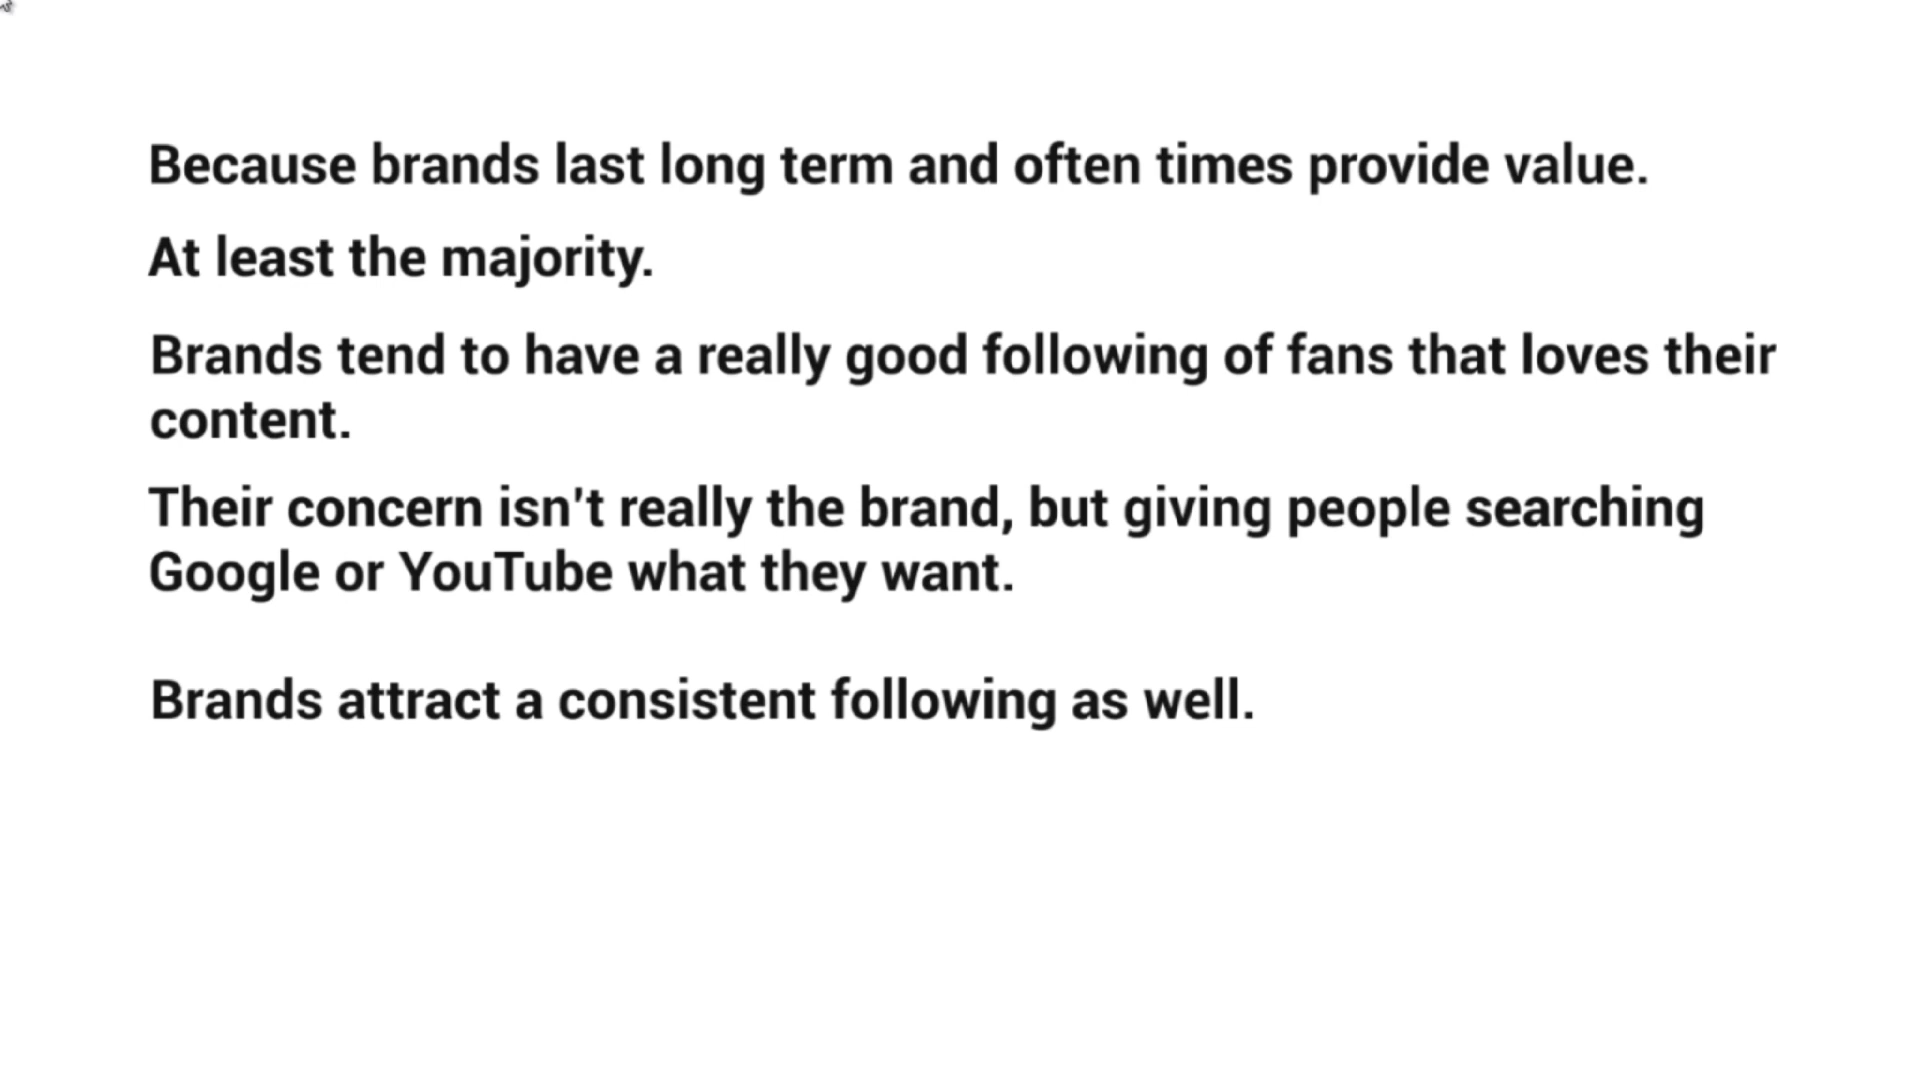 Because brands last long term and often times provide value.
At least the majority.
Brands tend to have a really good following of fans that loves their
content.
Their concern isn't really the brand, but giving people searching
Google or YouTube what they want.
Brands attract a consistent following as well.